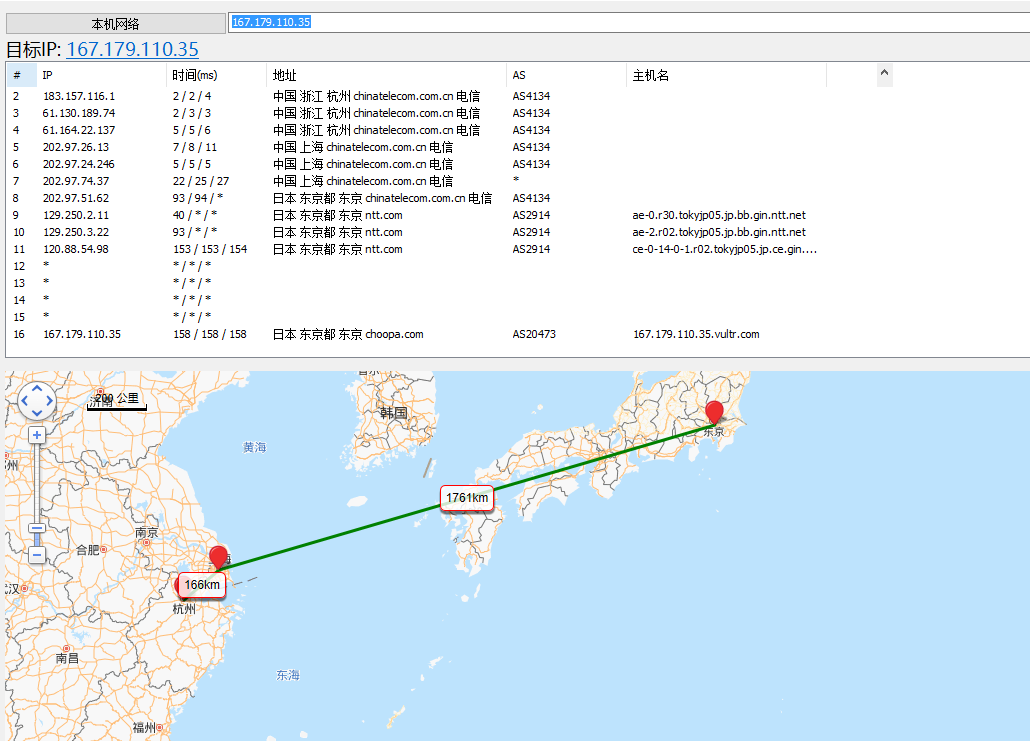 本机网络 167.179.110.35
目标IP: 167.179.110.35
# IP 时间(ms) 地址 AS 主机名
2 183.157.116.1 2 / 2 / 4 中国 浙江 杭州 chinatelecom.com.cn 电信 AS4134
3 61.130.189.74 2 / 3 / 3 中国 浙江 杭州 chinatelecom.com.cn 电信 AS4134
4 61.164.22.137 5 / 5 / 6 中国 浙江 杭州 chinatelecom.com.cn 电信 AS4134
5 202.97.26.13 7 / 8 / 11 中国 上海 chinatelecom.com.cn 电信 AS4134
6 202.97.24.246 5 / 5 / 5 中国 上海 chinatelecom.com.cn 电信 AS4134
7 202.97.74.37 22 / 25 / 27 中国 上海 chinatelecom.com.cn 电信 *
8 202.97.51.62 93 / 94 / * 日本 东京都 东京 chinatelecom.com.cn 电信 AS4134
9 129.250.2.11 40 / * / * 日本 东京都 东京 ntt.com AS2914 ae-0.r30.tokyjp05.jp.bb.gin.ntt.net
10 129.250.3.22 93 / * / * 日本 东京都 东京 ntt.com AS2914 ae-2.r02.tokyjp05.jp.bb.gin.ntt.net
11 120.88.54.98 153 / 153 / 154 日本 东京都 东京 ntt.com AS2914 ce-0-14-0-1.r02.tokyjp05.jp.ce.gin....
12 * * / * / *
13 * * / * / *
14 * * / * / *
15 * * / * / *
16 167.179.110.35 158 / 158 / 158 日本 东京都 东京 choopa.com AS20473 167.179.110.35.vultr.com
200 公里
济南
韩国
东京
黄海
州
1761km
南京
合肥
海
166km
汉
杭州
南昌
东海
福州